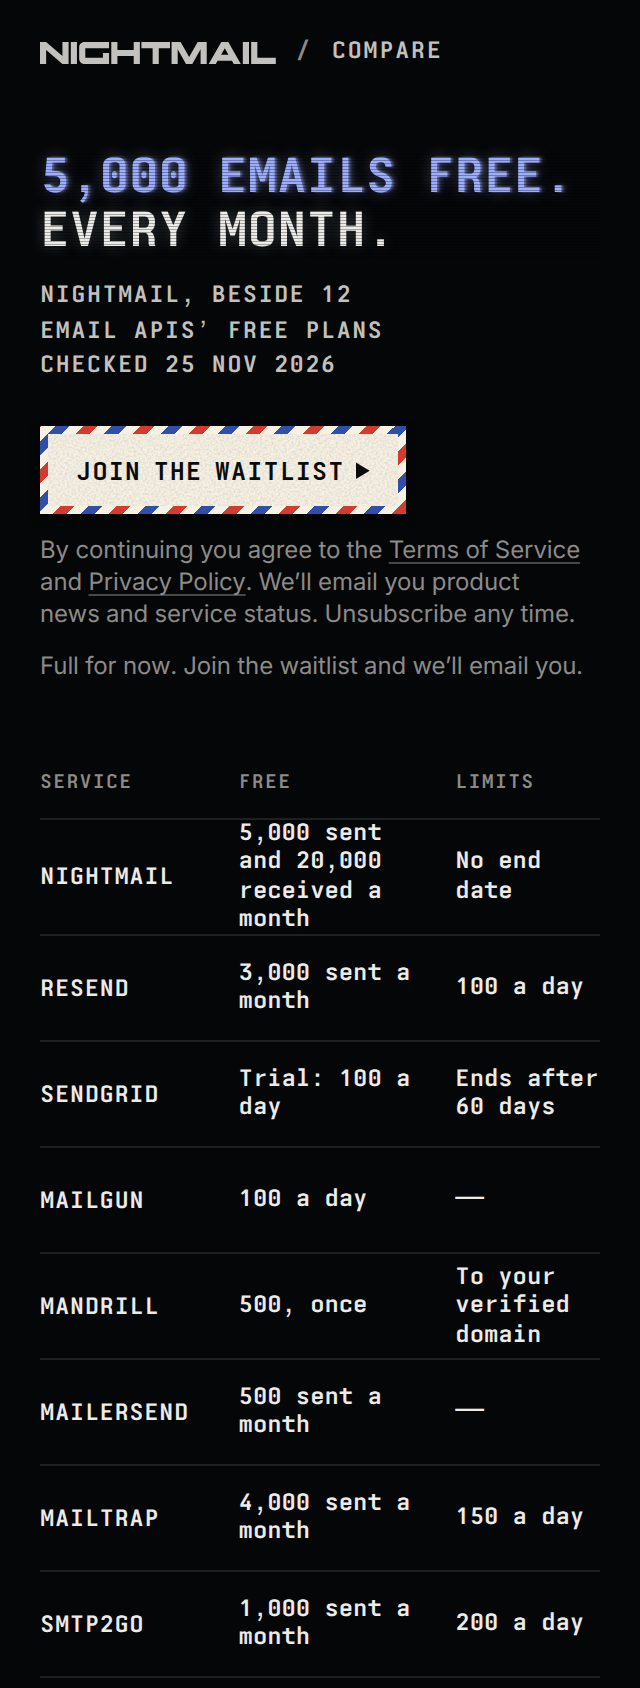 NIGHTMAIL / COMPARE
5,000 EMAILS FREE.
EVERY MONTH.
NIGHTMAIL, BESIDE 12
EMAIL APIS’ FREE PLANS
CHECKED 25 NOV 2026
JOIN THE WAITLIST ▶
By continuing you agree to the Terms of Service
and Privacy Policy. We’ll email you product
news and service status. Unsubscribe any time.
Full for now. Join the waitlist and we’ll email you.
SERVICE FREE LIMITS
NIGHTMAIL
5,000 sent
and 20,000
received a
month
No end
date
RESEND
3,000 sent a
month
100 a day
SENDGRID
Trial: 100 a
day
Ends after
60 days
MAILGUN
100 a day
—
MANDRILL
500, once
To your
verified
domain
MAILERSEND
500 sent a
month
—
MAILTRAP
4,000 sent a
month
150 a day
SMTP2GO
1,000 sent a
month
200 a day